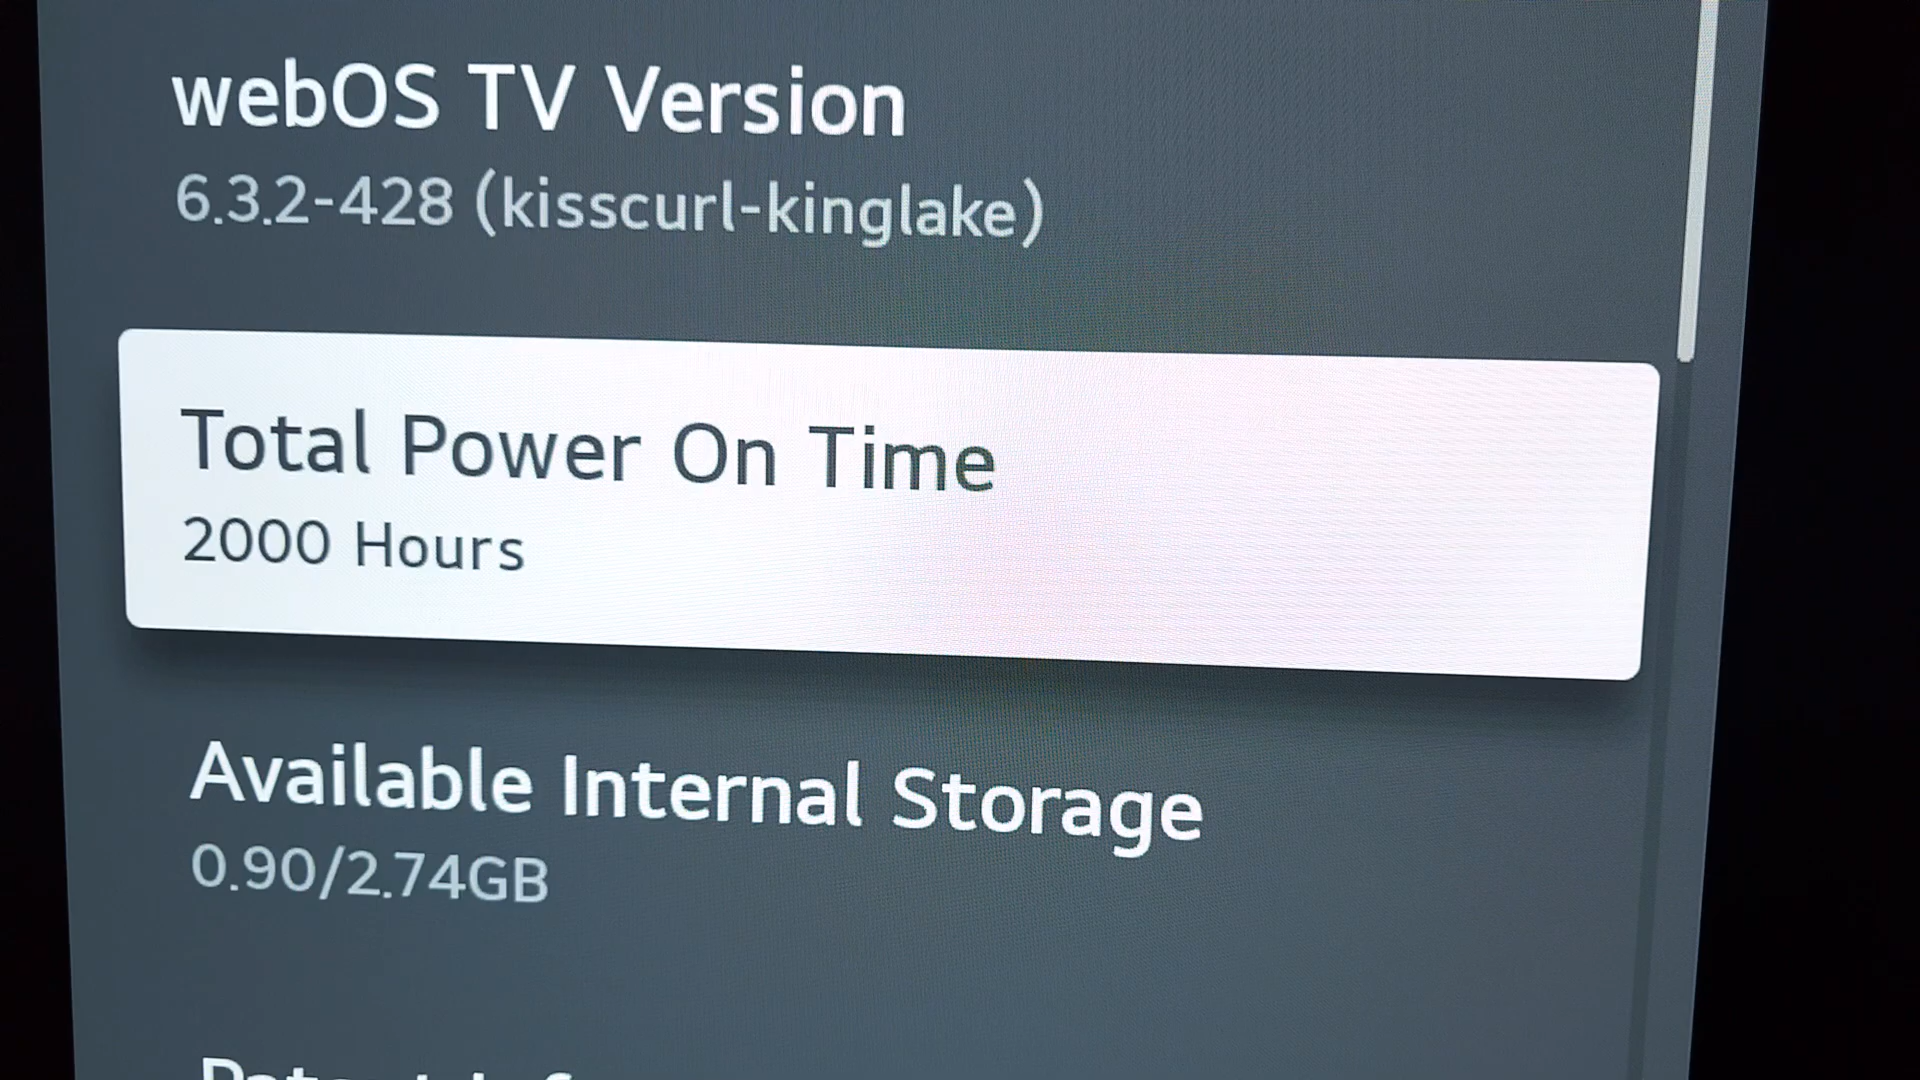 webOS TV Version
6.3.2-428 (kisscurl-kinglake)
Total Power On Time
2000 Hours
Available Internal Storage
0.90/2.74GB